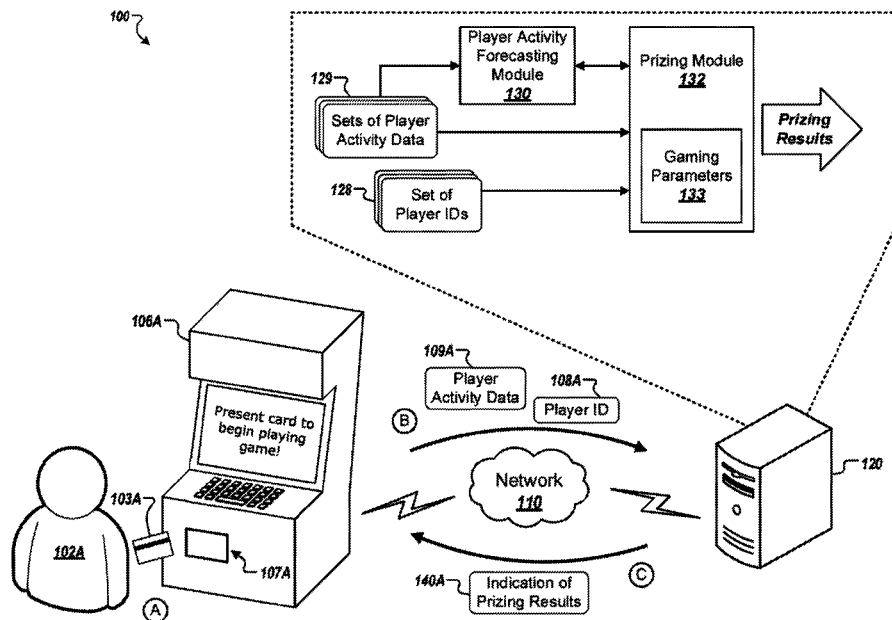 100
Player Activity
Forecasting
Module
130
Prizing Module
132
Prizing
Results
129
Sets of Player
Activity Data
Gaming
Parameters
133
128
Set of
Player IDs
106A
109A
Player
Activity Data
108A
Player ID
B
Present card to
begin playing
game!
120
Network
110
103A
102A
107A
A
140A
Indication of
Prizing Results
C